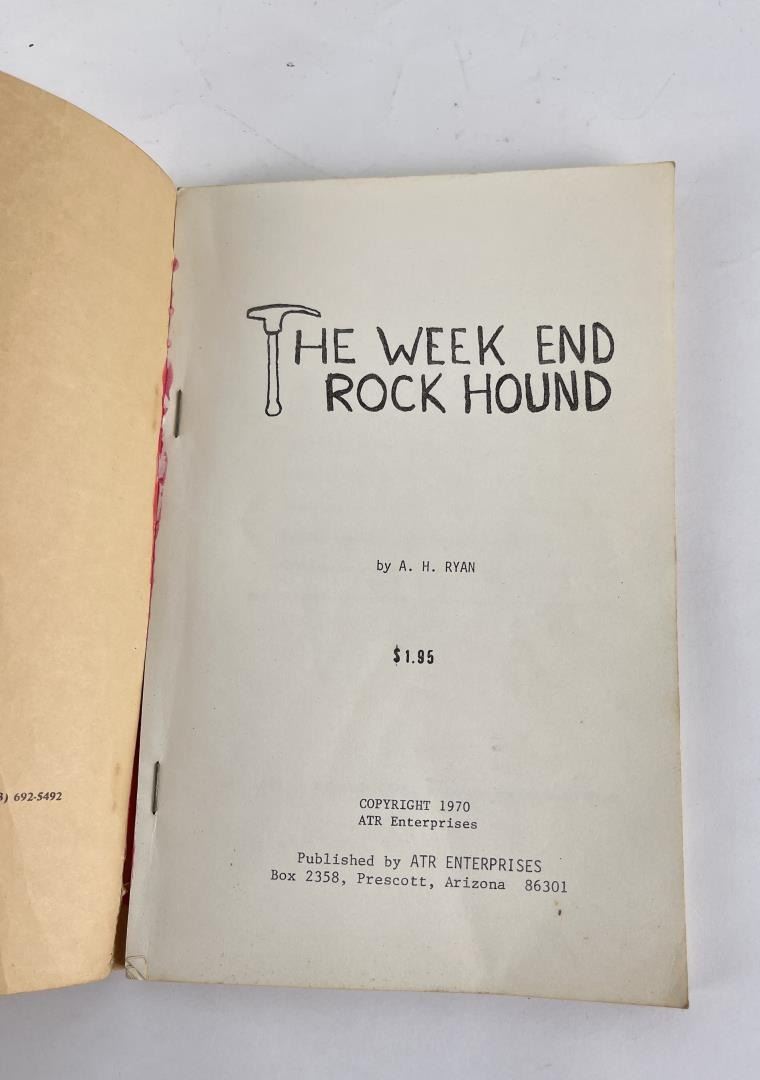 THE WEEK END
ROCK HOUND
by A. H. RYAN
$1.95
COPYRIGHT 1970
ATR Enterprises
Published by ATR ENTERPRISES
Box 2358, Prescott, Arizona 86301
) 692-5492